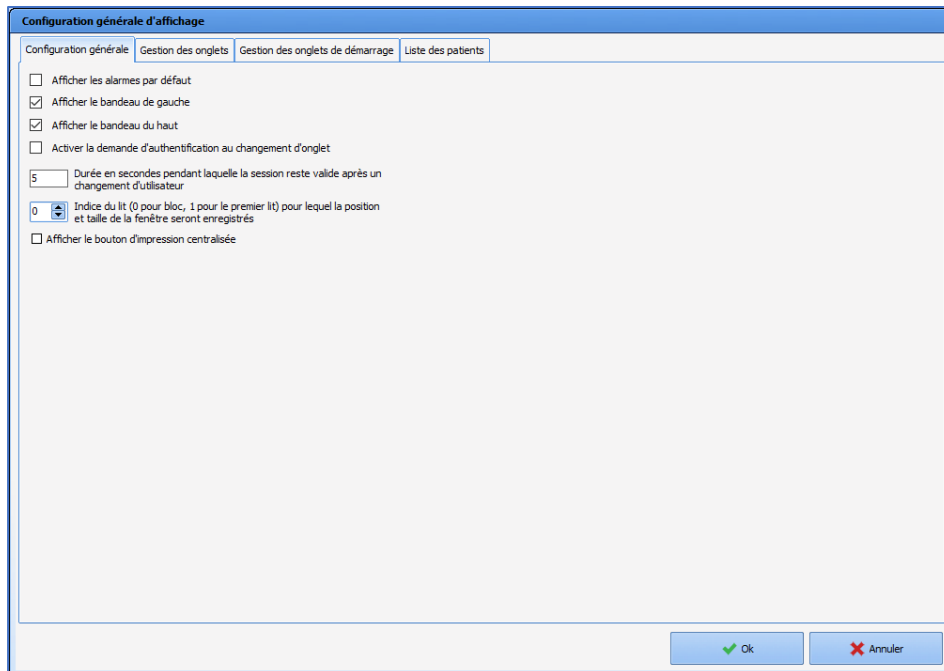 Configuration générale d'affichage
Configuration générale Gestion des onglets Gestion des onglets de démarrage Liste des patients
Afficher les alarmes par défaut
Afficher le bandeau de gauche
Afficher le bandeau du haut
Activer la demande d'authentification au changement d'onglet
5 Durée en secondes pendant laquelle la session reste valide après un
changement d'utilisateur
0 Indice du lit (0 pour bloc, 1 pour le premier lit) pour lequel la position
et taille de la fenêtre seront enregistrés
Afficher le bouton d'impression centralisée
Ok Annuler